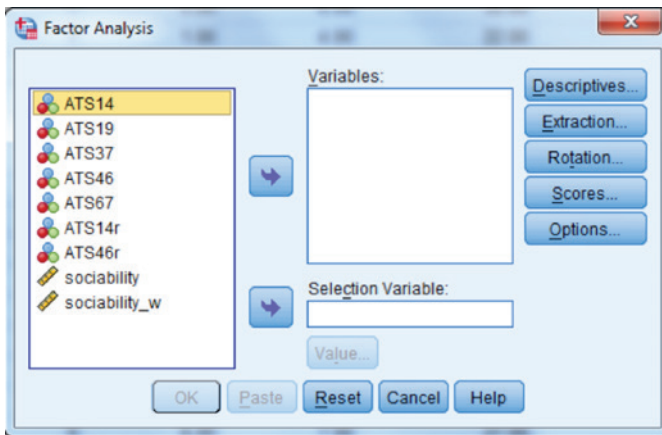 Factor Analysis
Variables:
ATS14
ATS19
ATS37
ATS46
ATS67
ATS14r
ATS46r
sociability
sociability_w
Selection Variable:
Value...
Descriptives...
Extraction...
Rotation...
Scores...
Options...
OK Paste Reset Cancel Help